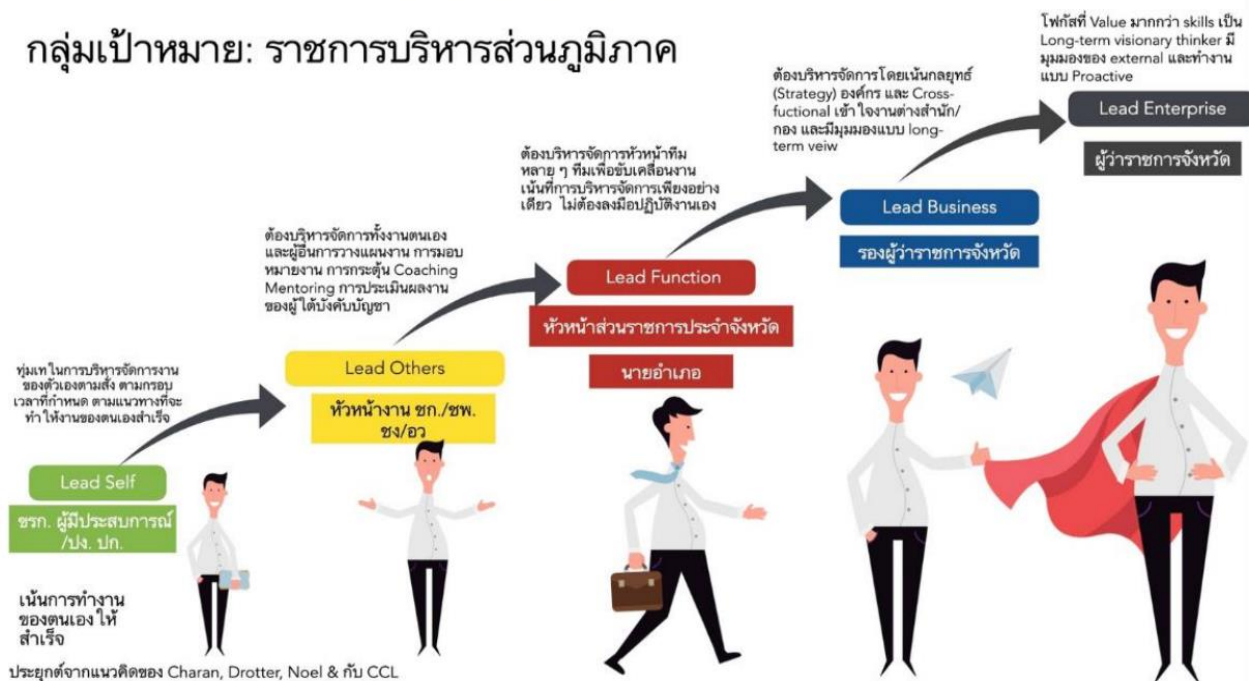 กลุ่มเป้าหมาย: ราชการบริหารส่วนภูมิภาค
โฟกัสที่ Value มากกว่า skills เป็น
Long-term visionary thinker มี
มุมมองของ external และทำงาน
แบบ Proactive
Lead Enterprise
ผู้ว่าราชการจังหวัด
ต้องบริหารจัดการโดยเน้นกลยุทธ์
(Strategy) องค์กร และ Cross-
fuctional เข้าใจงานต่างสำนัก/
กอง และมีมุมมองแบบ long-
term veiw
Lead Business
รองผู้ว่าราชการจังหวัด
ต้องบริหารจัดการหัวหน้าทีม
หลาย ๆ ทีมเพื่อขับเคลื่อนงาน
เน้นที่การบริหารจัดการเพียงอย่าง
เดียว ไม่ต้องลงมือปฏิบัติงานเอง
Lead Function
หัวหน้าส่วนราชการประจำจังหวัด
นายอำเภอ
ต้องบริหารจัดการทั้งงานตนเอง
และผู้อื่นการวางแผนงาน การมอบ
หมายงาน การกระตุ้น Coaching
Mentoring การประเมินผลงาน
ของผู้ใต้บังคับบัญชา
Lead Others
หัวหน้างาน ชก./ชพ.
ชง/อว
ทุ่มเทในการบริหารจัดการงาน
ของตัวเองตามสั่ง ตามกรอบ
เวลาที่กำหนด ตามแนวทางที่จะ
ทำให้งานของตนเองสำเร็จ
Lead Self
ขรก. ผู้มีประสบการณ์
/ปง. ปก.
เน้นการทำงาน
ของตนเองให้
สำเร็จ
ประยุกต์จากแนวคิดของ Charan, Drotter, Noel & กับ CCL